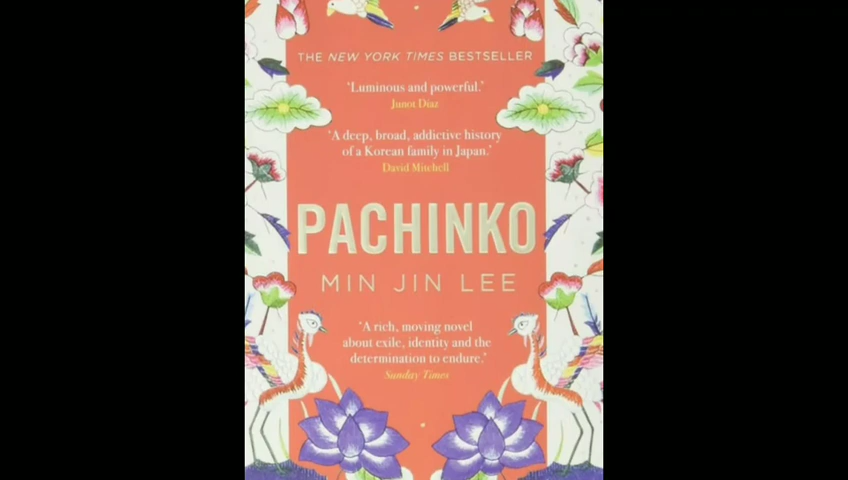 THE NEW YORK TIMES BESTSELLER
'Luminous and powerful.'
Junot Díaz
'A deep, broad, addictive history
of a Korean family in Japan.'
David Mitchell
PACHINKO
MIN JIN LEE
'A rich, moving novel
about exile, identity and the
determination to endure.'
Sunday Times